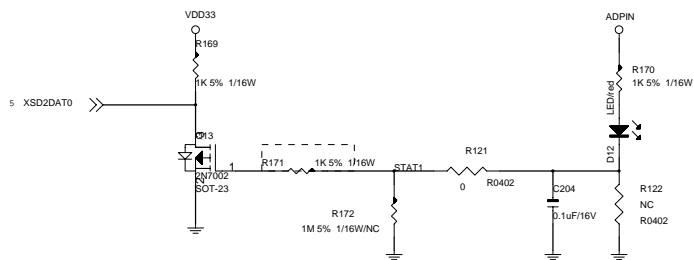 VDD33
R169
1K 5% 1/16W
5 XSD2DAT0
Q13
3
1
2
2N7002
SOT-23
R171
1K 5% 1/16W
STAT1
R172
1M 5% 1/16W/NC
R121
0
R0402
C204
0.1uF/16V
ADPIN
R170
1K 5% 1/16W
LED/red
D12
R122
NC
R0402